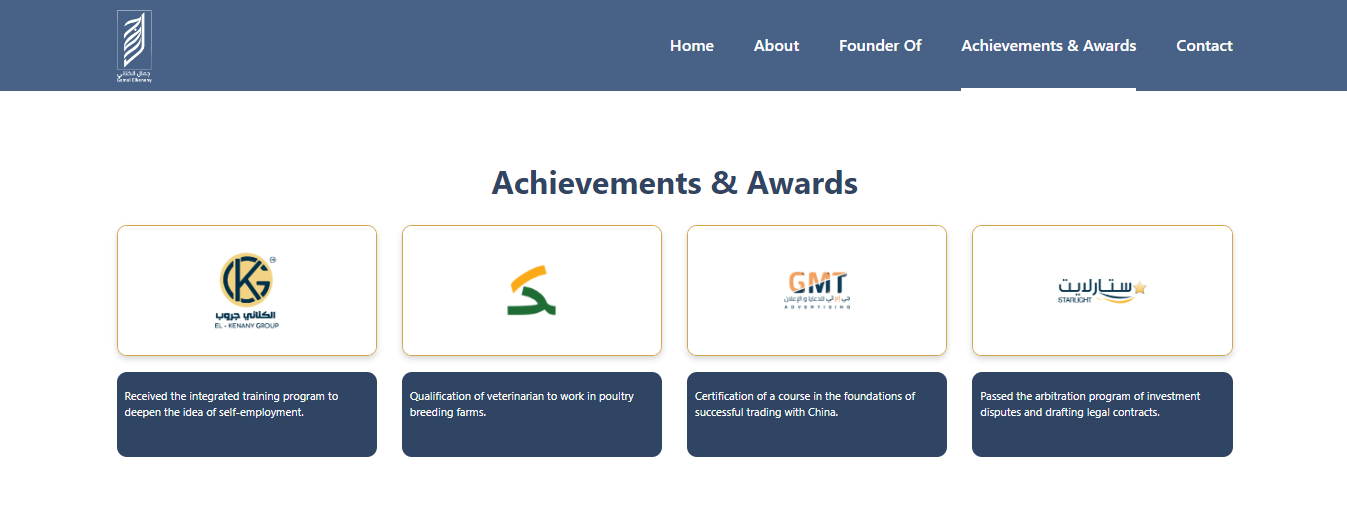 جمال الكناني
Gamal Elkenany
Home
About
Founder Of
Achievements & Awards
Contact
Achievements & Awards
CKG
الكناني جروب
EL - KENANY GROUP
GMT
جي إم تي للدعايا و الإعلان
ADVERTISING
ستارلايت
STARLIGHT
Received the integrated training program to
deepen the idea of self-employment.
Qualification of veterinarian to work in poultry
breeding farms.
Certification of a course in the foundations of
successful trading with China.
Passed the arbitration program of investment
disputes and drafting legal contracts.